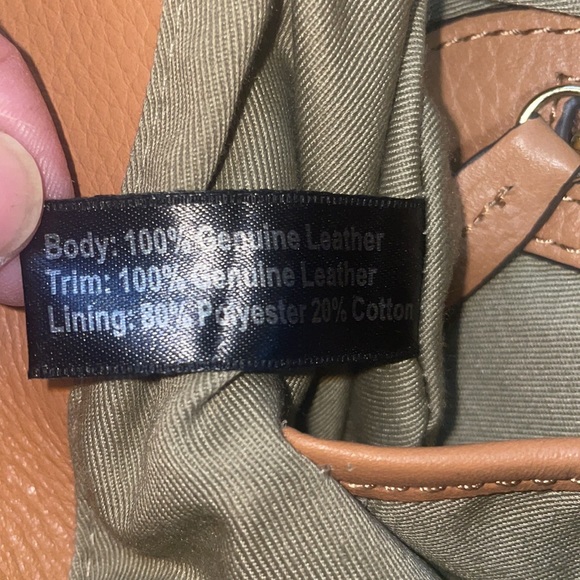 Body: 100% Genuine Leather
Trim: 100% Genuine Leather
Lining: 80% Polyester 20% Cotton